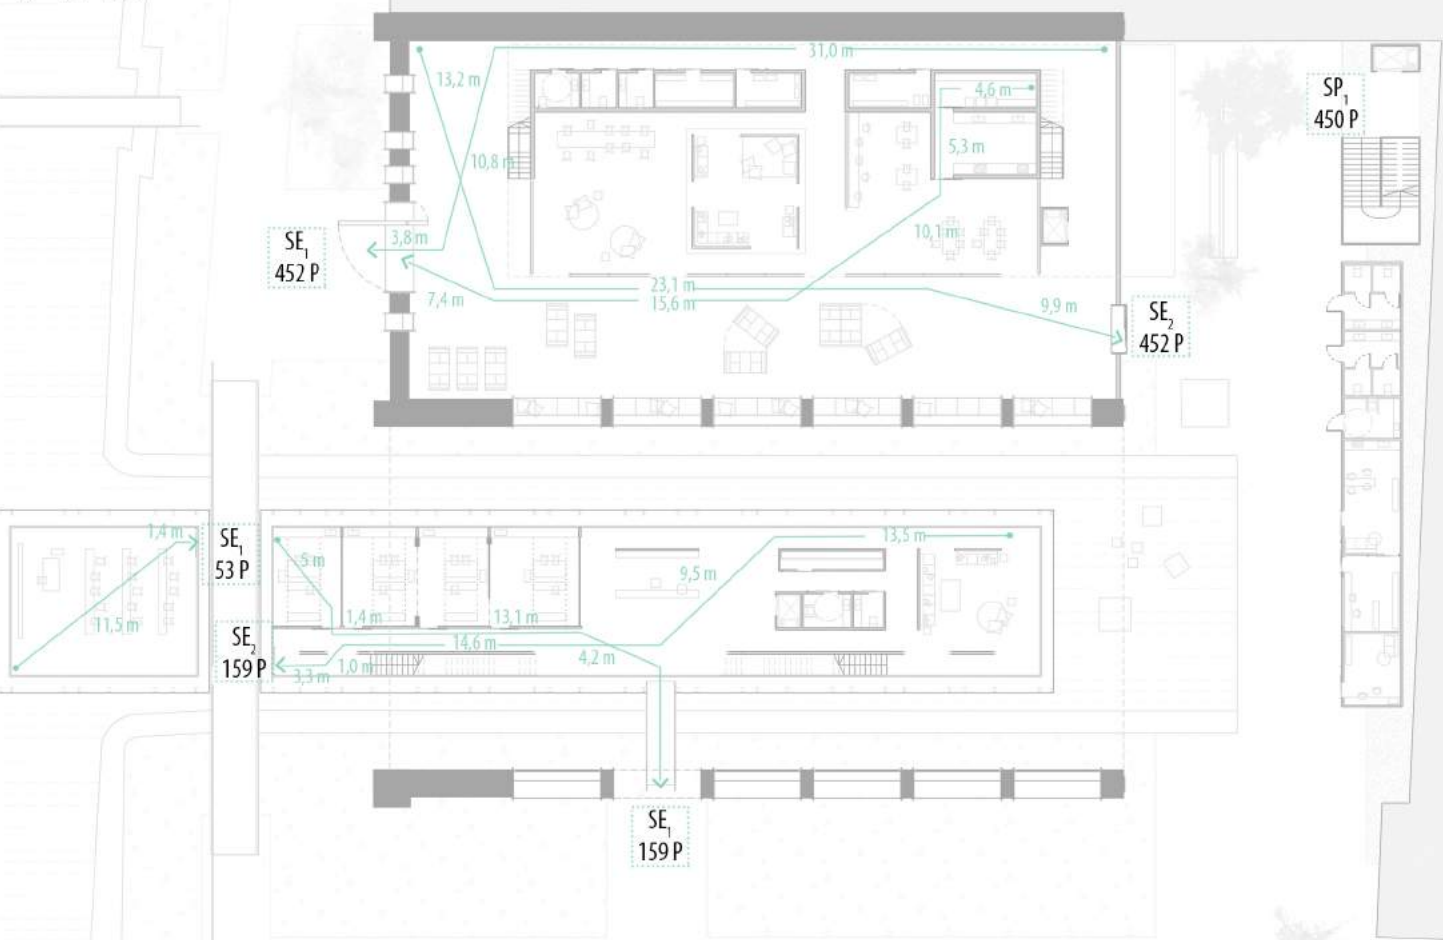 31,0 m
13,2 m
4,6 m
SP₁
450 P
5,3 m
10,8 m
SE₁
452 P
3,8 m
10,1 m
23,1 m
7,4 m
15,6 m
9,9 m
SE₂
452 P
1,4 m
SE₁
53 P
13,5 m
5 m
9,5 m
11,5 m
1,4 m
13,1 m
SE₂
159 P
14,6 m
4,2 m
1,0 m
3,3 m
SE₁
159 P